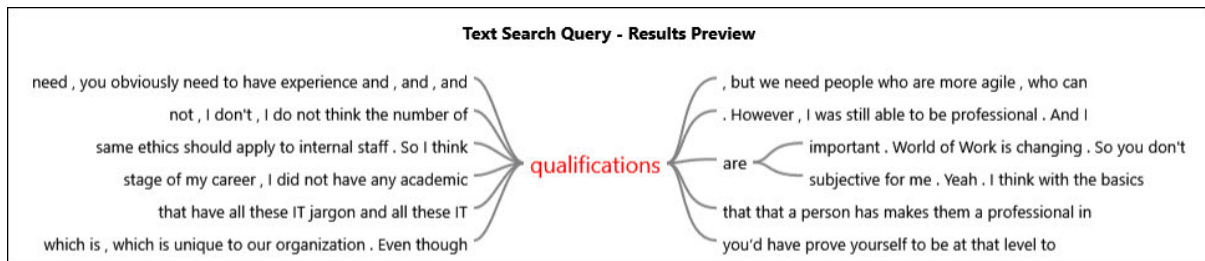 Text Search Query - Results Preview
need , you obviously need to have experience and , and , and
not , I don't , I do not think the number of
same ethics should apply to internal staff . So I think
stage of my career , I did not have any academic
that have all these IT jargon and all these IT
which is , which is unique to our organization . Even though
qualifications
, but we need people who are more agile , who can
. However , I was still able to be professional . And I
are
important . World of Work is changing . So you don't
subjective for me . Yeah . I think with the basics
that that a person has makes them a professional in
you'd have prove yourself to be at that level to